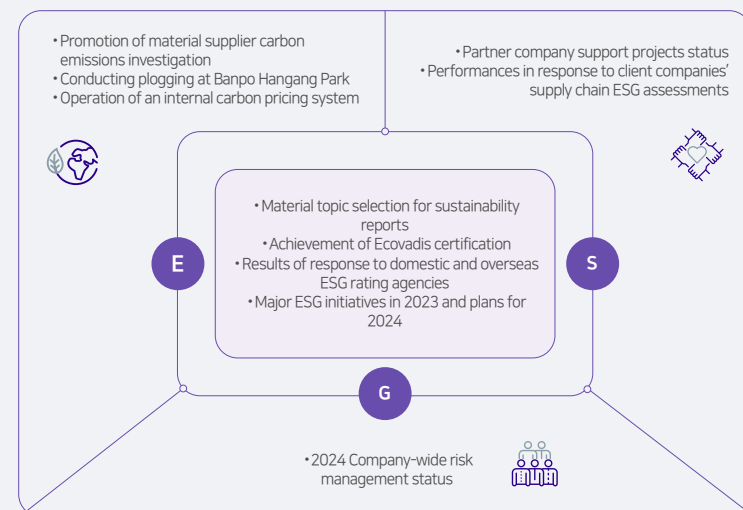 • Promotion of material supplier carbon
emissions investigation
• Conducting plogging at Banpo Hangang Park
• Operation of an internal carbon pricing system
• Partner company support projects status
• Performances in response to client companies’
supply chain ESG assessments
• Material topic selection for sustainability
reports
• Achievement of Ecovadis certification
• Results of response to domestic and overseas
ESG rating agencies
• Major ESG initiatives in 2023 and plans for
2024
E
S
G
• 2024 Company-wide risk
management status